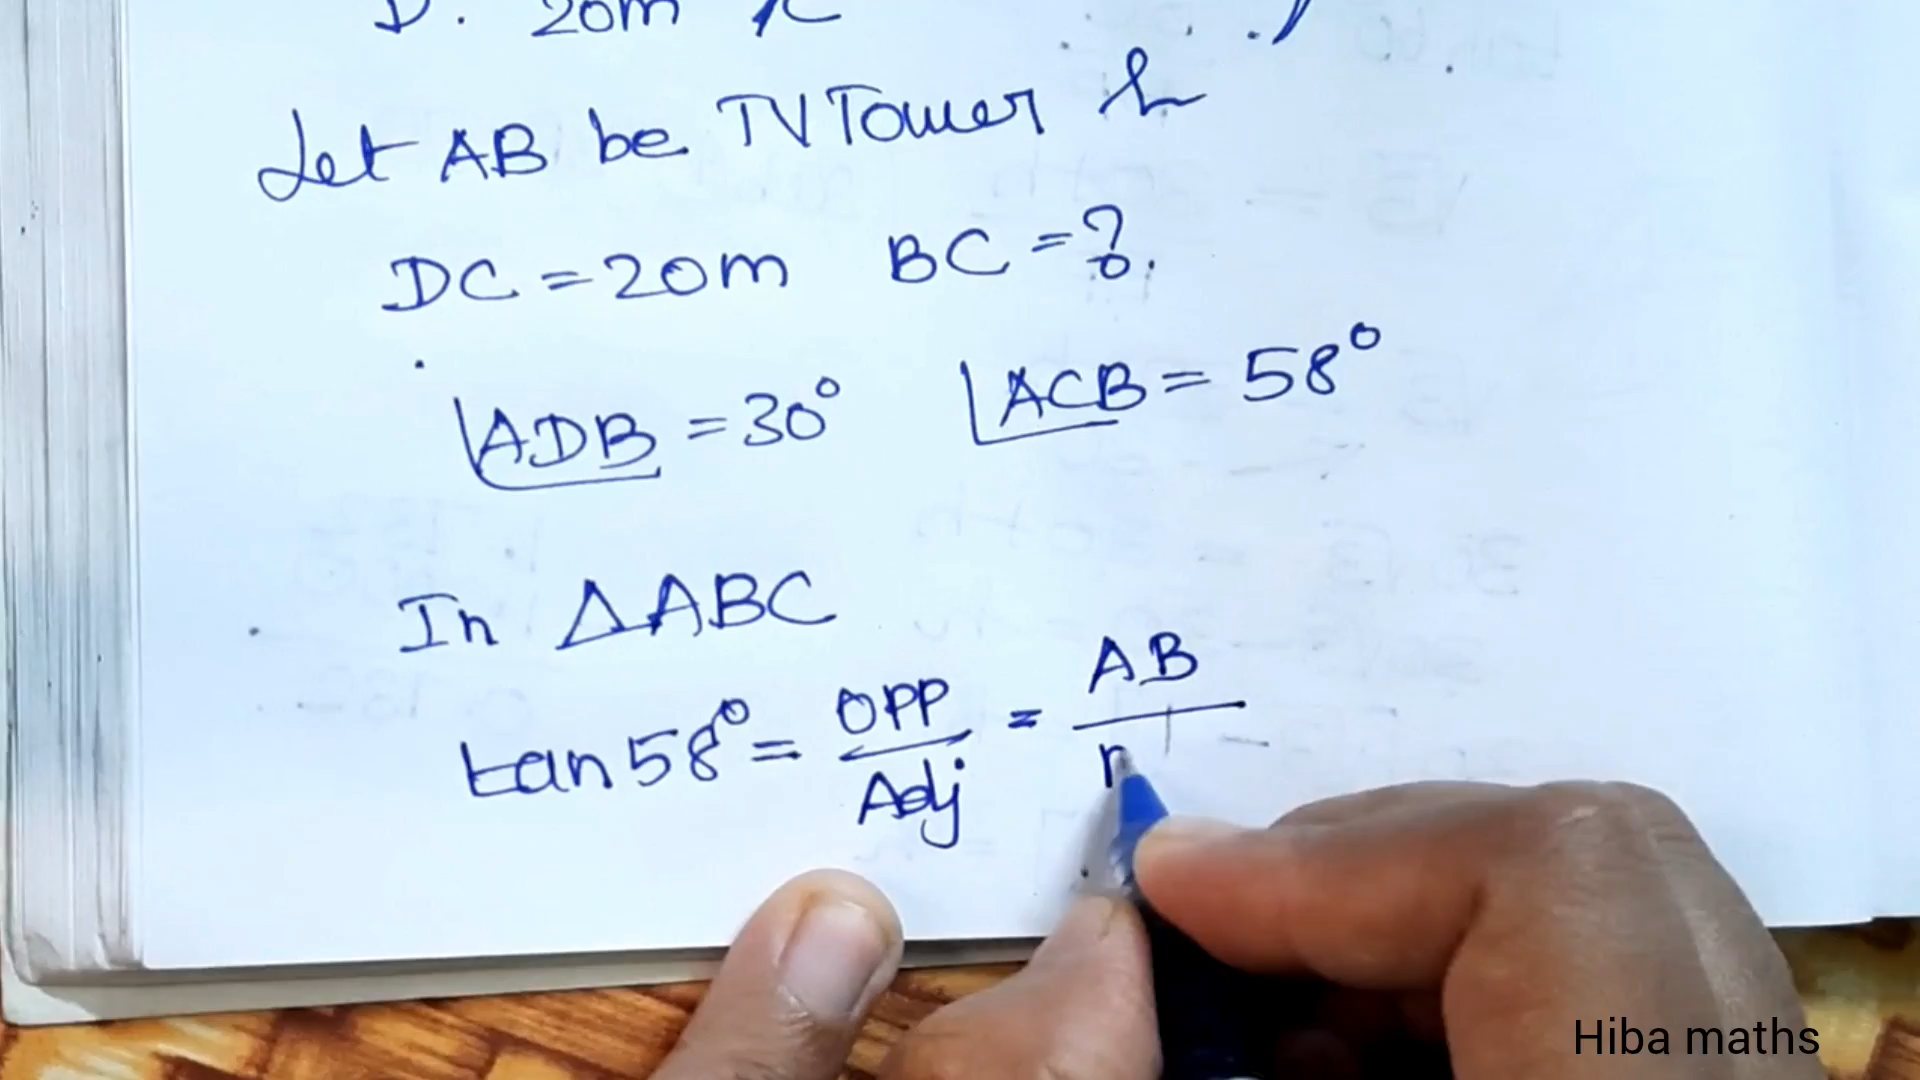 D. 20m C
Let AB be TV Tower h
DC = 20m BC = ?
∠ADB = 30° ∠ACB = 58°
In △ABC
tan 58° = OPP/Adj = AB/
Hiba maths